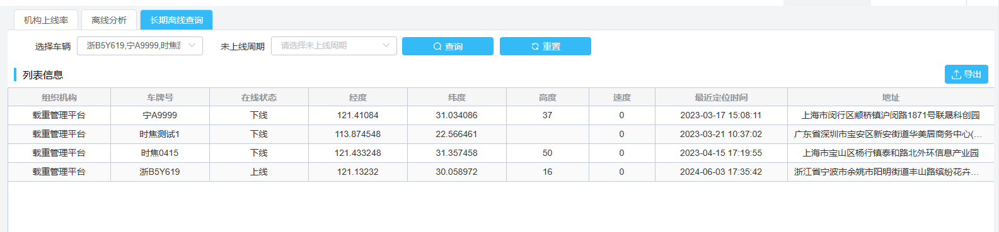 机构上线率 离线分析 长期离线查询
选择车辆 浙B5Y619,宁A9999,时焦测 未上线周期 请选择未上线周期 查询 重置
列表信息 导出
组织机构 车牌号 在线状态 经度 纬度 高度 速度 最近定位时间 地址
载重管理平台 宁A9999 下线 121.41084 31.034086 37 0 2023-03-17 15:08:11 上海市闵行区颛桥镇沪闵路1871号联晟科创园
载重管理平台 时焦测试1 下线 113.874548 22.566461 0 2023-03-21 10:37:02 广东省深圳市宝安区新安街道华美居商务中心(...
载重管理平台 时焦0415 下线 121.433248 31.357458 50 0 2023-04-15 17:19:55 上海市宝山区杨行镇泰和路北外环信息产业园
载重管理平台 浙B5Y619 上线 121.13232 30.058972 16 0 2024-06-03 17:35:42 浙江省宁波市余姚市阳明街道丰山路缤纷花卉...